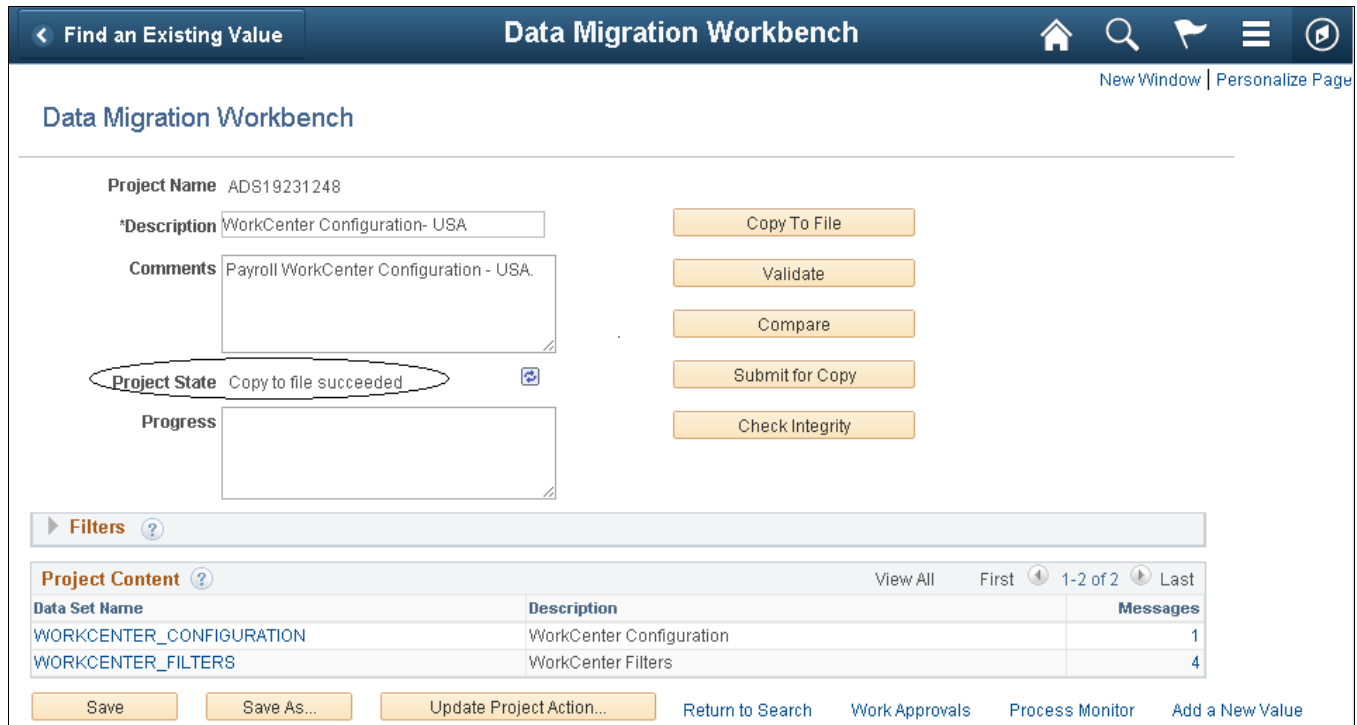 Find an Existing Value
Data Migration Workbench
New Window | Personalize Page
Data Migration Workbench
Project Name ADS19231248
*Description WorkCenter Configuration- USA
Copy To File
Comments Payroll WorkCenter Configuration - USA.
Validate
Compare
Project State Copy to file succeeded
Submit for Copy
Progress
Check Integrity
Filters ?
Project Content ? View All First 1-2 of 2 Last
Data Set Name Description Messages
WORKCENTER_CONFIGURATION WorkCenter Configuration 1
WORKCENTER_FILTERS WorkCenter Filters 4
Save Save As... Update Project Action... Return to Search Work Approvals Process Monitor Add a New Value